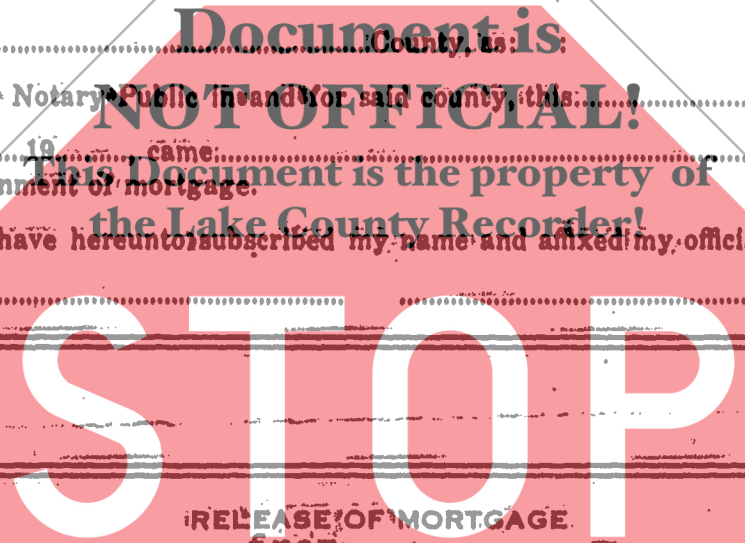 Document is
County, ss:
NOT OFFICIAL!
Notary Public in and for said county, this
19 came
This Document is the property of
nment of mortgage.
the Lake County Recorder!
have hereunto subscribed my name and affixed my offici
STOP
RELEASE OF MORTGAGE
FROM